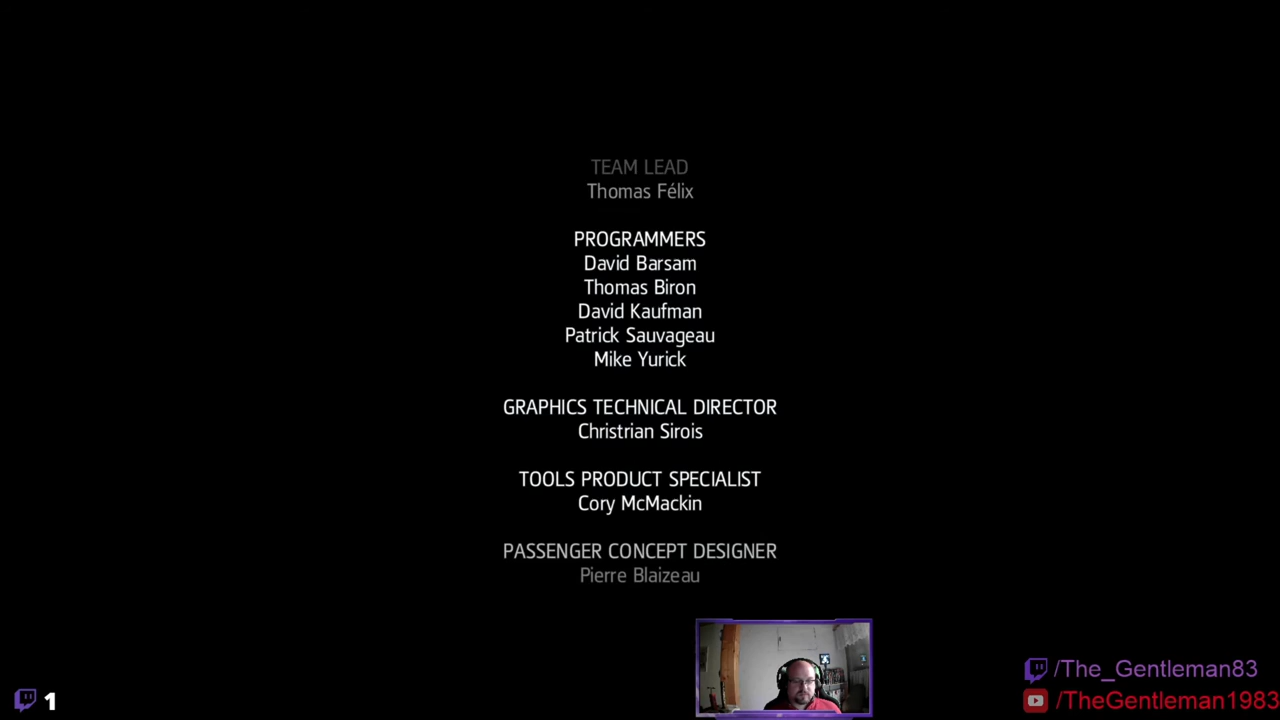 TEAM LEAD
Thomas Félix
PROGRAMMERS
David Barsam
Thomas Biron
David Kaufman
Patrick Sauvageau
Mike Yurick
GRAPHICS TECHNICAL DIRECTOR
Christrian Sirois
TOOLS PRODUCT SPECIALIST
Cory McMackin
PASSENGER CONCEPT DESIGNER
Pierre Blaizeau
/The_Gentleman83
/TheGentleman1983
1